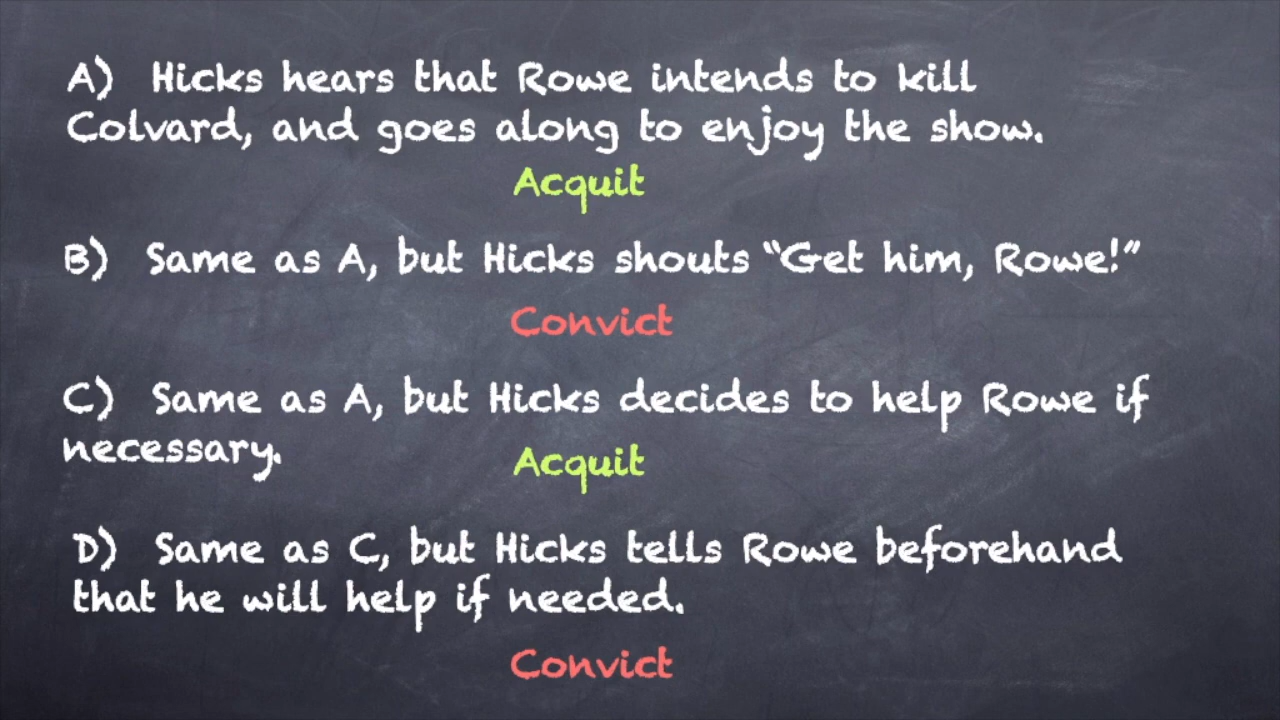 A) Hicks hears that Rowe intends to kill
Colvard, and goes along to enjoy the show.
Acquit
B) Same as A, but Hicks shouts “Get him, Rowe!”
Convict
C) Same as A, but Hicks decides to help Rowe if
necessary.
Acquit
D) Same as C, but Hicks tells Rowe beforehand
that he will help if needed.
Convict